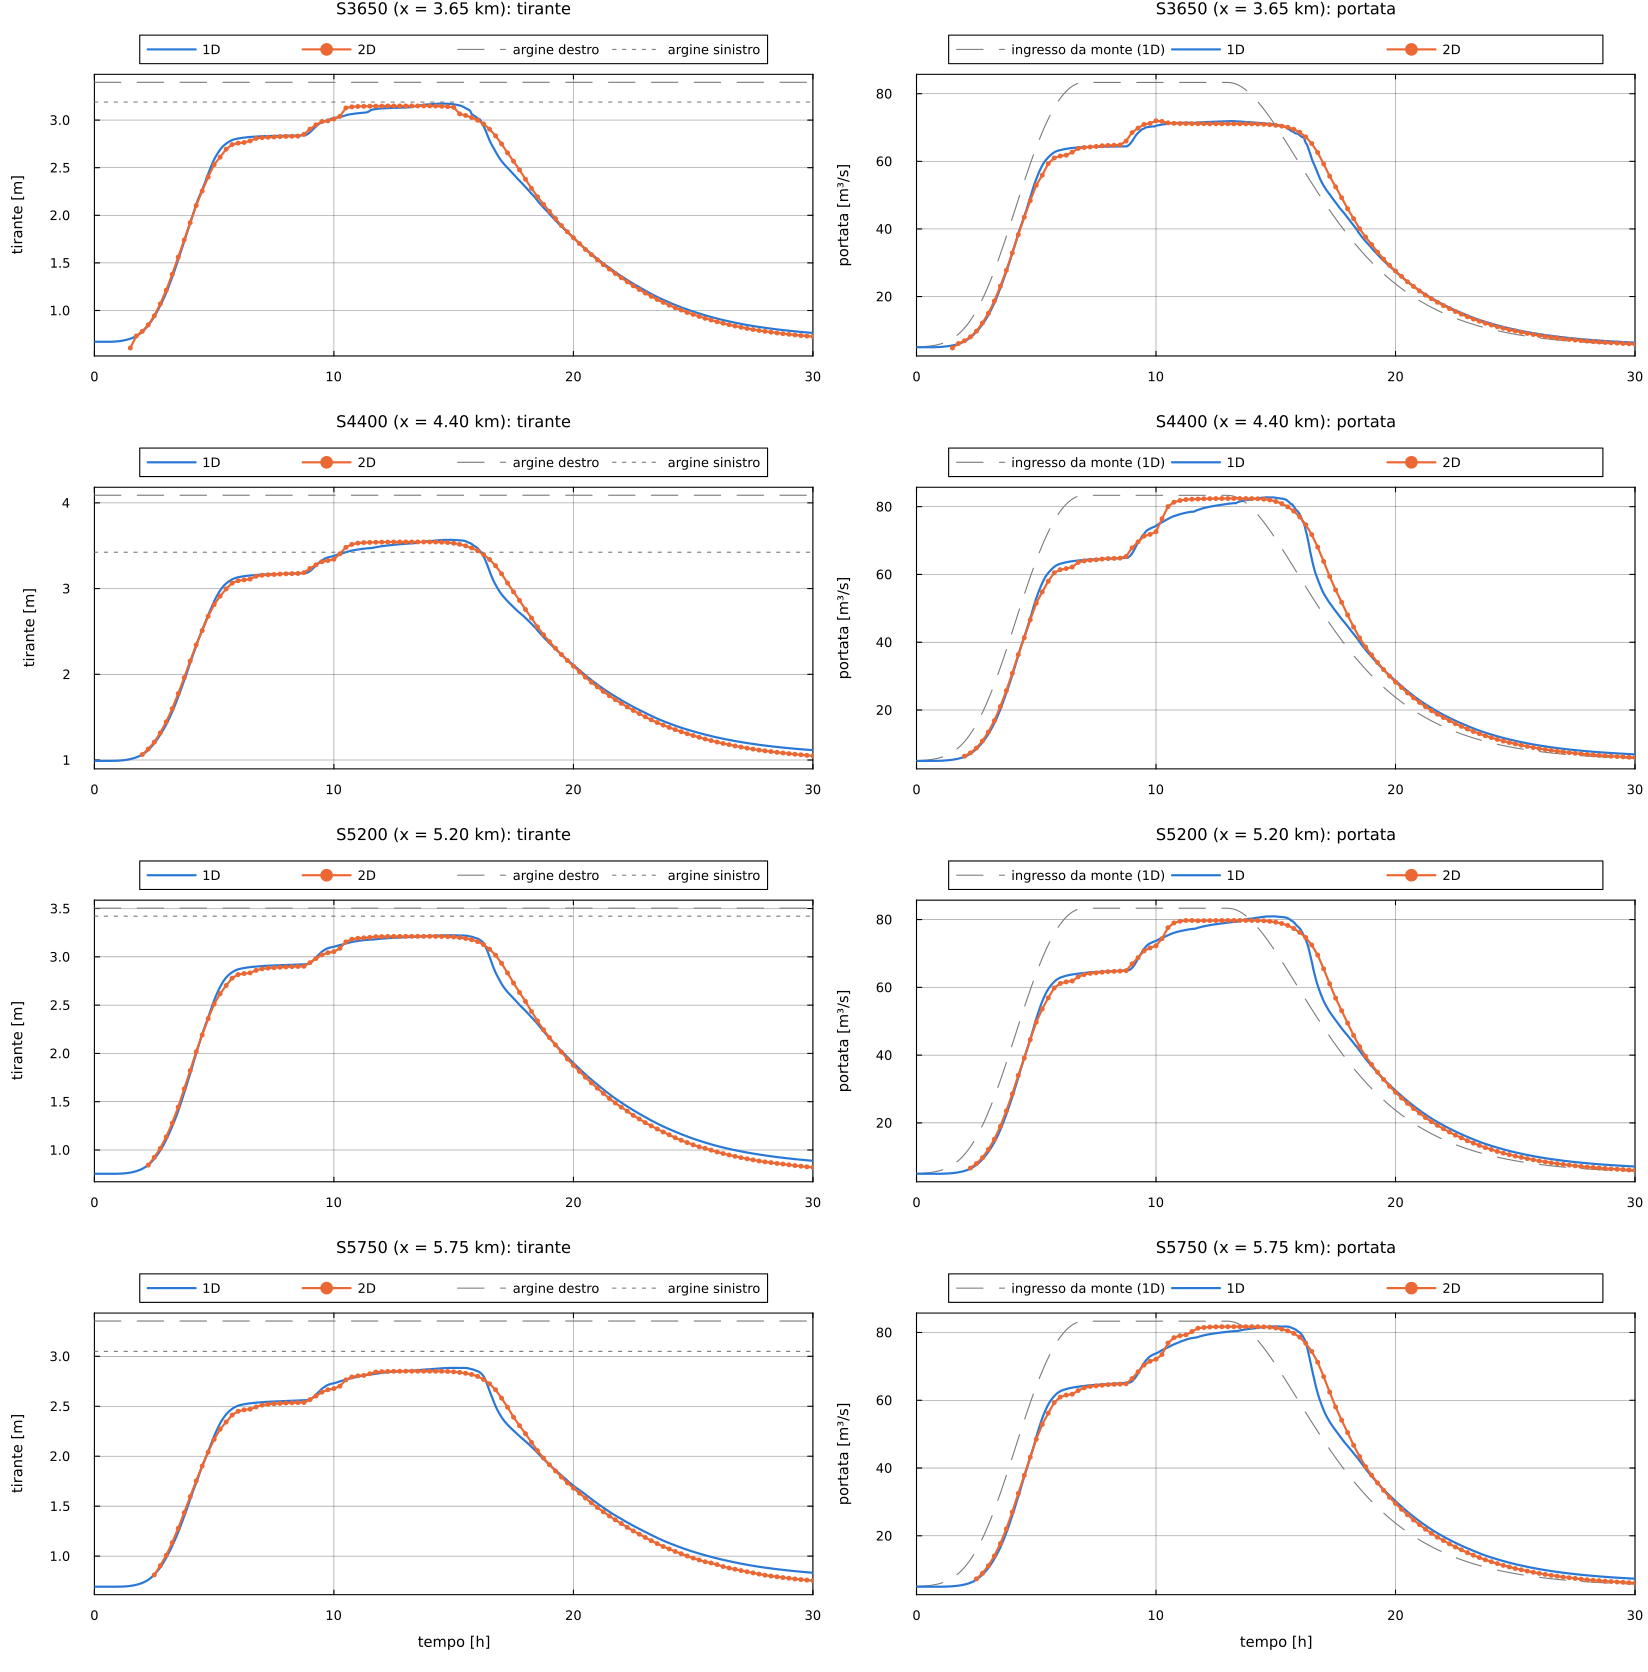 S3650 (x = 3.65 km): tirante
1D 2D argine destro argine sinistro
tirante [m]
3.0
2.5
2.0
1.5
1.0
0 10 20 30
S3650 (x = 3.65 km): portata
ingresso da monte (1D) 1D 2D
portata [m³/s]
80
60
40
20
0 10 20 30
S4400 (x = 4.40 km): tirante
1D 2D argine destro argine sinistro
tirante [m]
4
3
2
1
0 10 20 30
S4400 (x = 4.40 km): portata
ingresso da monte (1D) 1D 2D
portata [m³/s]
80
60
40
20
0 10 20 30
S5200 (x = 5.20 km): tirante
1D 2D argine destro argine sinistro
tirante [m]
3.5
3.0
2.5
2.0
1.5
1.0
0 10 20 30
S5200 (x = 5.20 km): portata
ingresso da monte (1D) 1D 2D
portata [m³/s]
80
60
40
20
0 10 20 30
S5750 (x = 5.75 km): tirante
1D 2D argine destro argine sinistro
tirante [m]
3.0
2.5
2.0
1.5
1.0
0 10 20 30
tempo [h]
S5750 (x = 5.75 km): portata
ingresso da monte (1D) 1D 2D
portata [m³/s]
80
60
40
20
0 10 20 30
tempo [h]